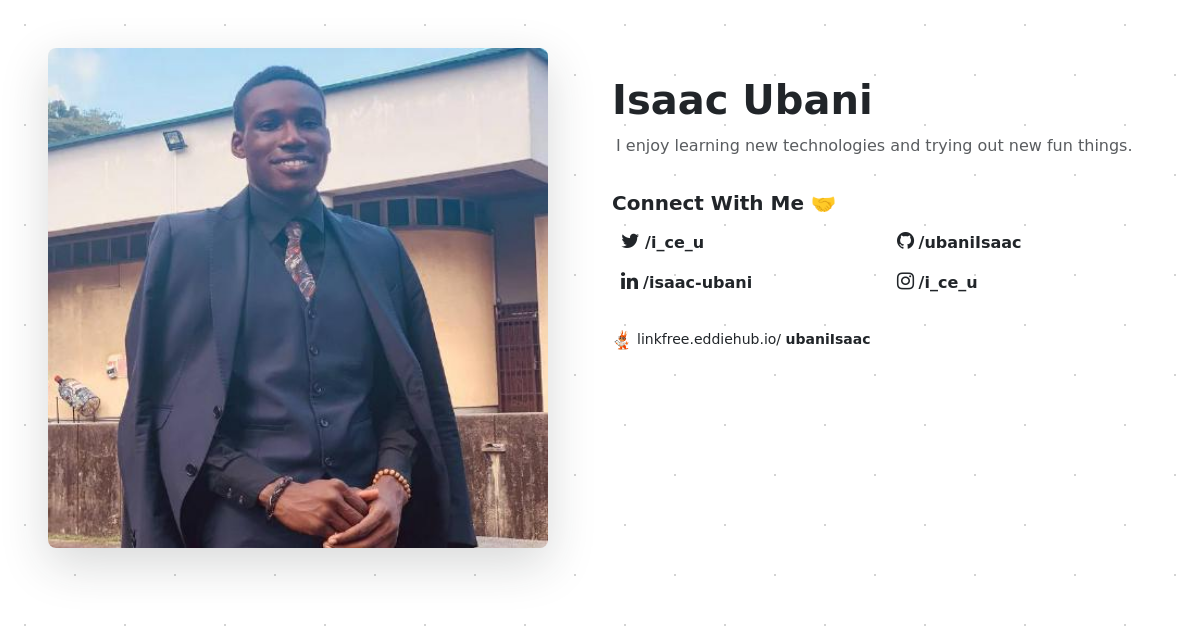 Isaac Ubani
I enjoy learning new technologies and trying out new fun things.
Connect With Me 🤝
/i_ce_u
/ubaniIsaac
/isaac-ubani
/i_ce_u
linkfree.eddiehub.io/ ubaniIsaac